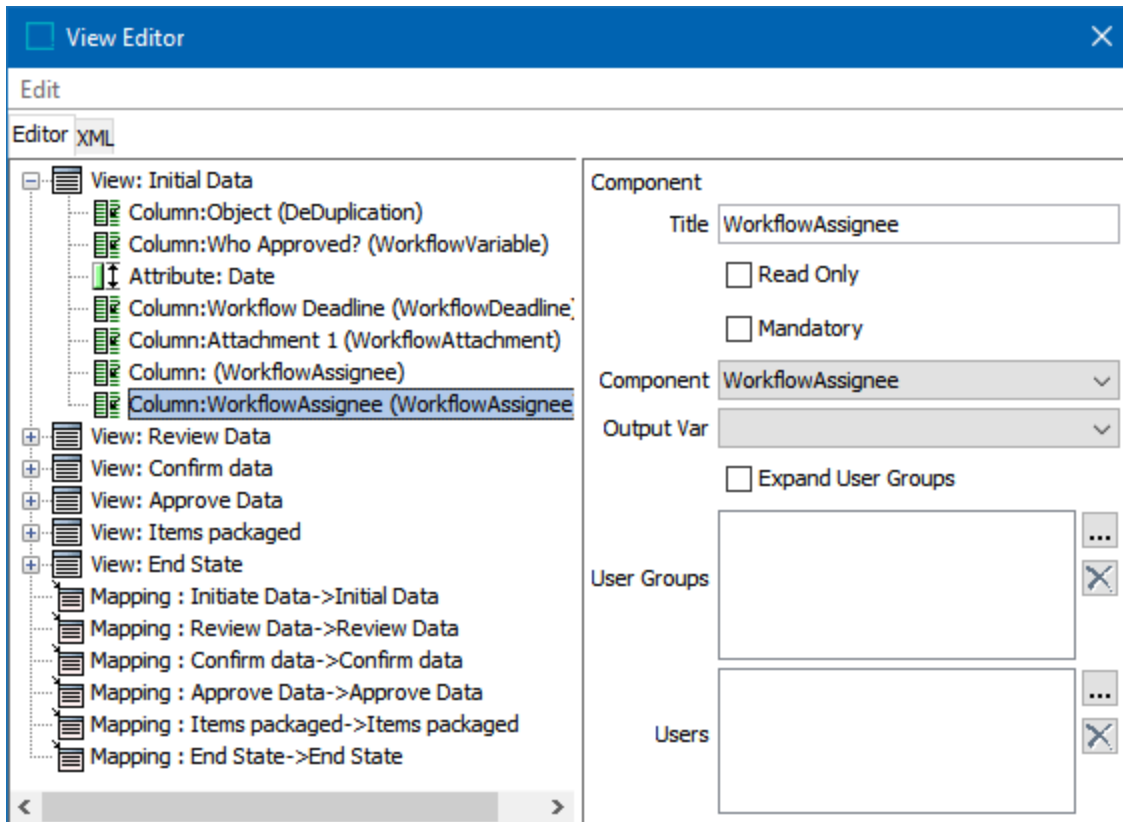 View Editor
Edit
Editor XML
View: Initial Data
Column:Object (DeDuplication)
Column:Who Approved? (WorkflowVariable)
Attribute: Date
Column:Workflow Deadline (WorkflowDeadline)
Column:Attachment 1 (WorkflowAttachment)
Column: (WorkflowAssignee)
Column:WorkflowAssignee (WorkflowAssignee
View: Review Data
View: Confirm data
View: Approve Data
View: Items packaged
View: End State
Mapping : Initiate Data->Initial Data
Mapping : Review Data->Review Data
Mapping : Confirm data->Confirm data
Mapping : Approve Data->Approve Data
Mapping : Items packaged->Items packaged
Mapping : End State->End State
Component
Title WorkflowAssignee
Read Only
Mandatory
Component WorkflowAssignee
Output Var
Expand User Groups
User Groups
...
Users
...